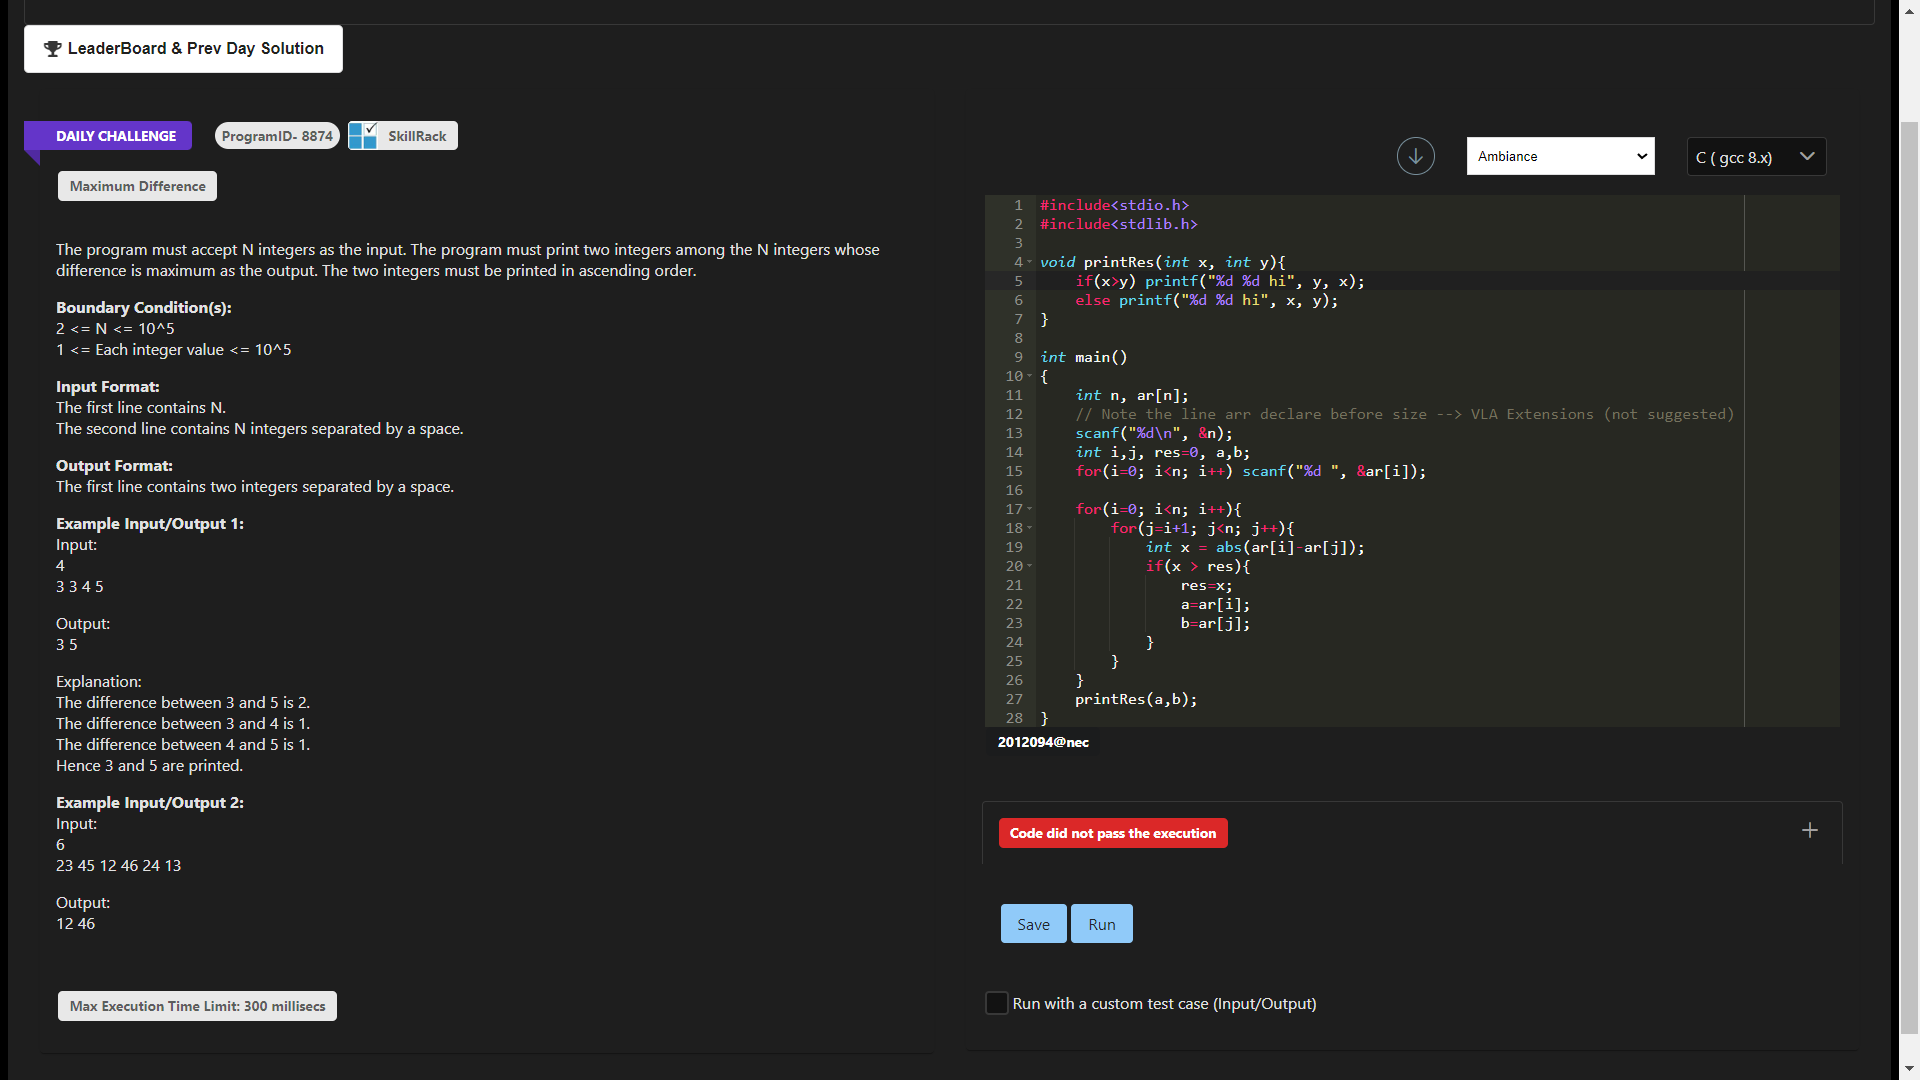 LeaderBoard & Prev Day Solution
DAILY CHALLENGE
ProgramID- 8874
SkillRack
Maximum Difference
The program must accept N integers as the input. The program must print two integers among the N integers whose
difference is maximum as the output. The two integers must be printed in ascending order.
Boundary Condition(s):
2 <= N <= 10^5
1 <= Each integer value <= 10^5
Input Format:
The first line contains N.
The second line contains N integers separated by a space.
Output Format:
The first line contains two integers separated by a space.
Example Input/Output 1:
Input:
4
3 3 4 5
Output:
3 5
Explanation:
The difference between 3 and 5 is 2.
The difference between 3 and 4 is 1.
The difference between 4 and 5 is 1.
Hence 3 and 5 are printed.
Example Input/Output 2:
Input:
6
23 45 12 46 24 13
Output:
12 46
Max Execution Time Limit: 300 millisecs
Ambiance
C ( gcc 8.x)
1 #include<stdio.h>
2 #include<stdlib.h>
3
4 void printRes(int x, int y){
5     if(x>y) printf("%d %d hi", y, x);
6     else printf("%d %d hi", x, y);
7 }
8
9 int main()
10 {
11     int n, ar[n];
12     // Note the line arr declare before size --> VLA Extensions (not suggested)
13     scanf("%d\n", &n);
14     int i,j, res=0, a,b;
15     for(i=0; i<n; i++) scanf("%d ", &ar[i]);
16
17     for(i=0; i<n; i++){
18         for(j=i+1; j<n; j++){
19             int x = abs(ar[i]-ar[j]);
20             if(x > res){
21                 res=x;
22                 a=ar[i];
23                 b=ar[j];
24             }
25         }
26     }
27     printRes(a,b);
28 }
2012094@nec
Code did not pass the execution
Save
Run
Run with a custom test case (Input/Output)